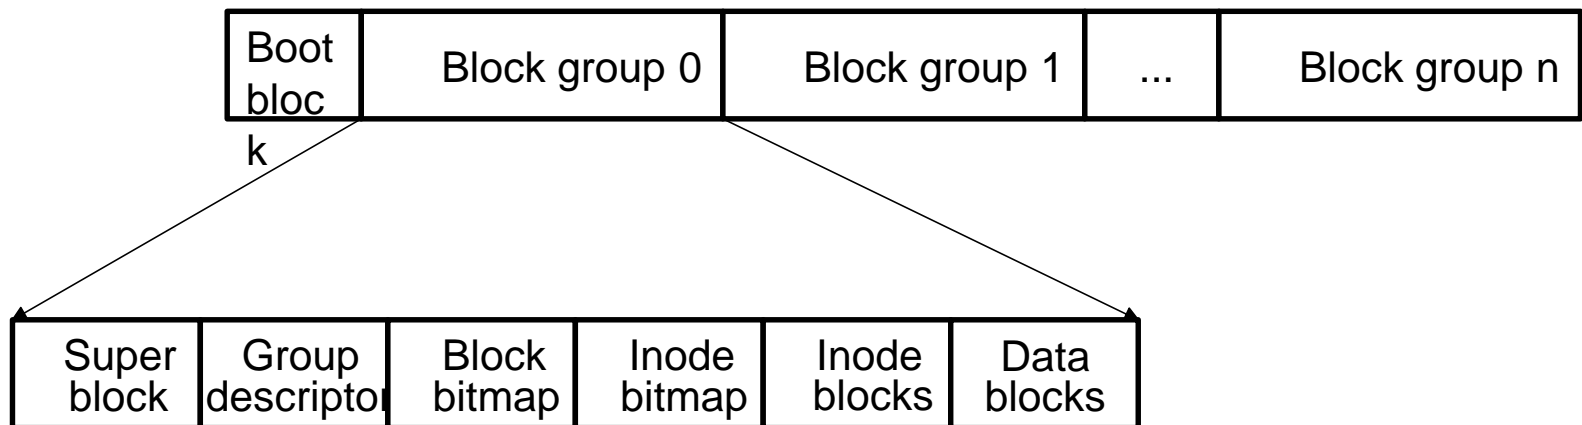 Boot
bloc
k
Block group 0
Block group 1
...
Block group n
Super
block
Group
descriptor
Block
bitmap
Inode
bitmap
Inode
blocks
Data
blocks